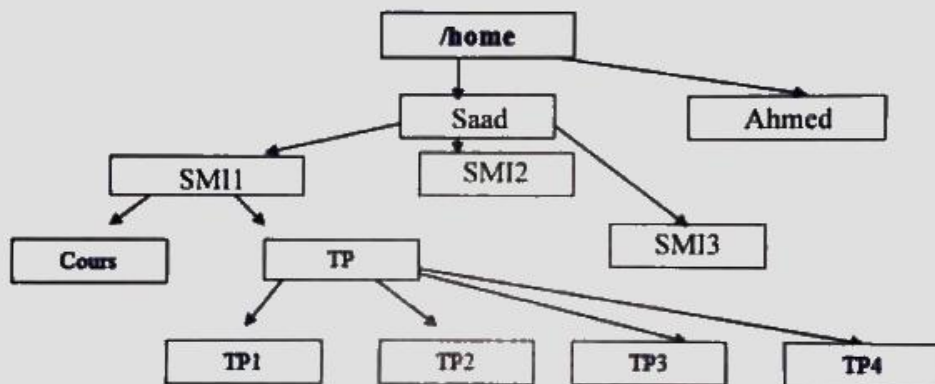 /home
Saad
Ahmed
SMI1
SMI2
SMI3
Cours
TP
TP1
TP2
TP3
TP4